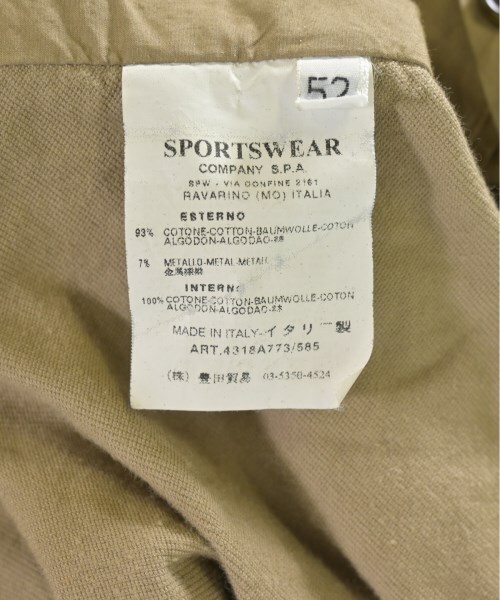 52
SPORTSWEAR
COMPANY S.P.A.
SPW - VIA CONFINE 2161
RAVARINO (MO) ITALIA
ESTERNO
93% COTONE-COTTON-BAUMWOLLE-COTON
ALGODON-ALGODAO-綿
7% METALLO-METAL-METALL
金属繊維
INTERNO
100% COTONE-COTTON-BAUMWOLLE-COTON
ALGODON-ALGODAO-綿
MADE IN ITALY-イタリー製
ART.4318A773/585
(株) 豊田貿易 03-5350-4524